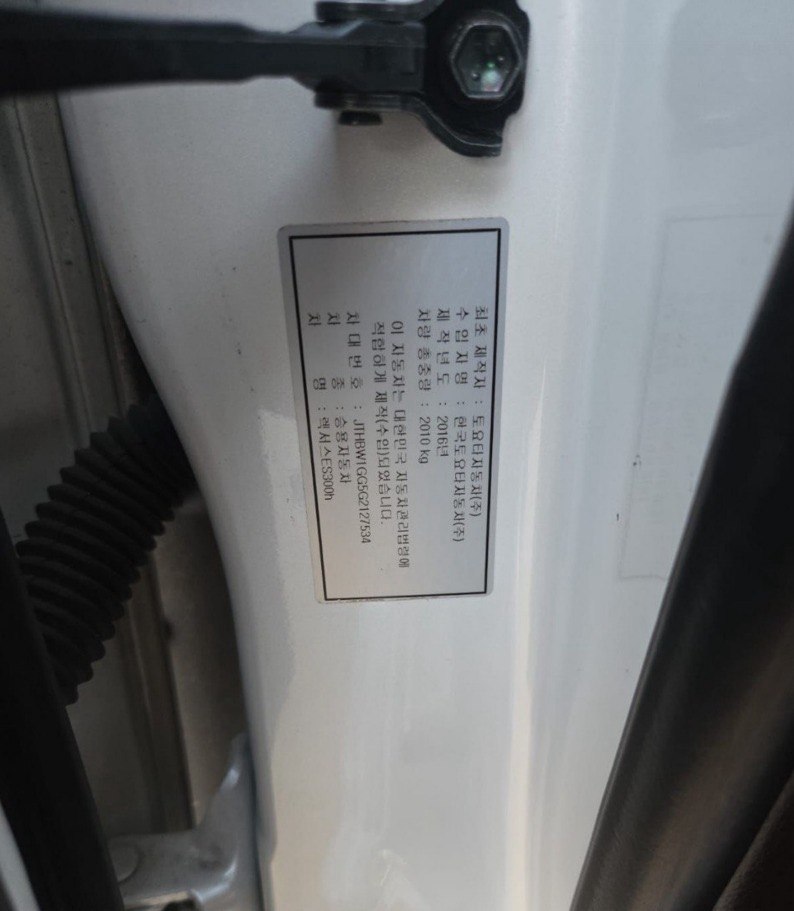 최초 제작자 : 토요타자동차(주)
수 입 자 명 : 한국토요타자동차(주)
제 작 년 도 : 2016년
차량 총중량 : 2010 kg
이 자동차는 대한민국 자동차관리법령에
적합하게 제작(수입)되었습니다.
차 대 번 호 : JTHBW1GG5G2127534
차 종 : 승용자동차
차 명 : 렉서스ES300h